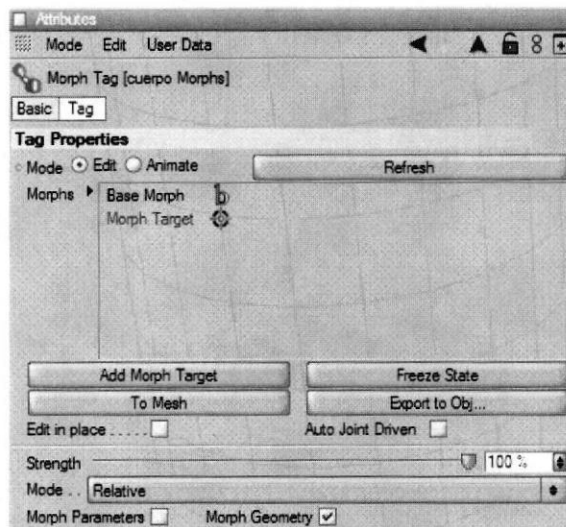 Attributes
Mode Edit User Data
Morph Tag [cuerpo Morphs]
Basic Tag
Tag Properties
Mode Edit Animate Refresh
Morphs Base Morph
Morph Target
Add Morph Target Freeze State
To Mesh Export to Obj...
Edit in place . . . . . Auto Joint Driven
Strength 100 %
Mode . . Relative
Morph Parameters Morph Geometry